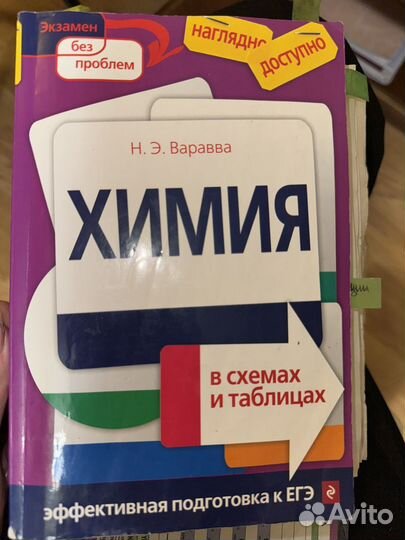 Экзамен
без
проблем
наглядно
доступно
Н. Э. Варавва
ХИМИЯ
в схемах
и таблицах
эффективная подготовка к ЕГЭ
Avito